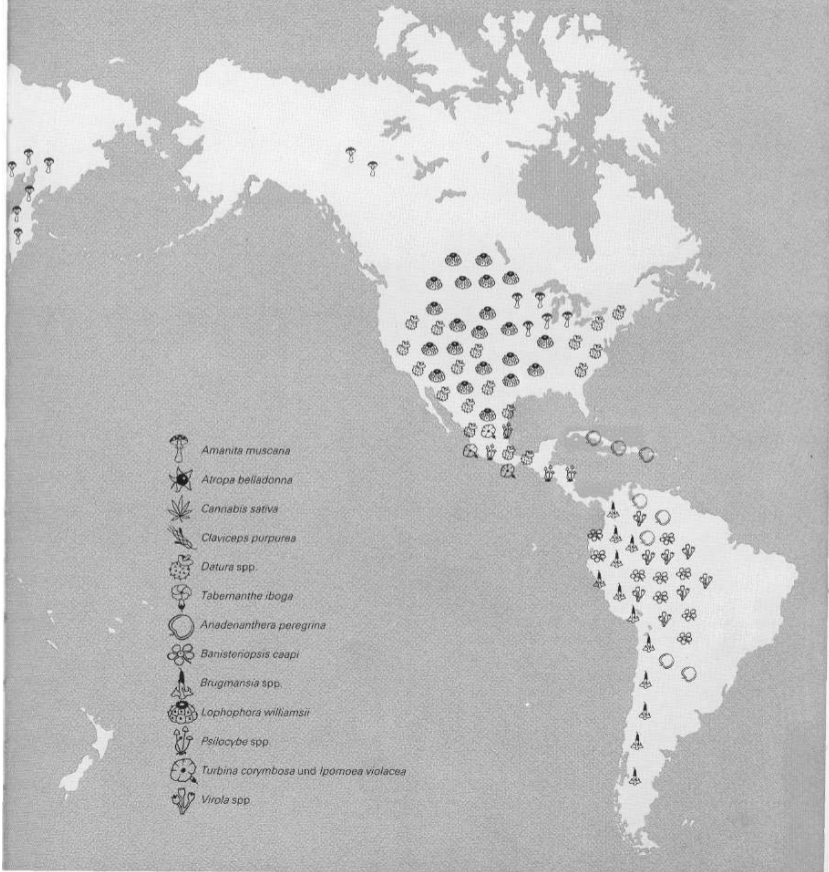 Amanita muscaria
Atropa belladonna
Cannabis sativa
Claviceps purpurea
Datura spp.
Tabernanthe iboga
Anadenanthera peregrina
Banisteriopsis caapi
Brugmansia spp.
Lophophora williamsii
Psilocybe spp.
Turbina corymbosa und Ipomoea violacea
Virola spp.